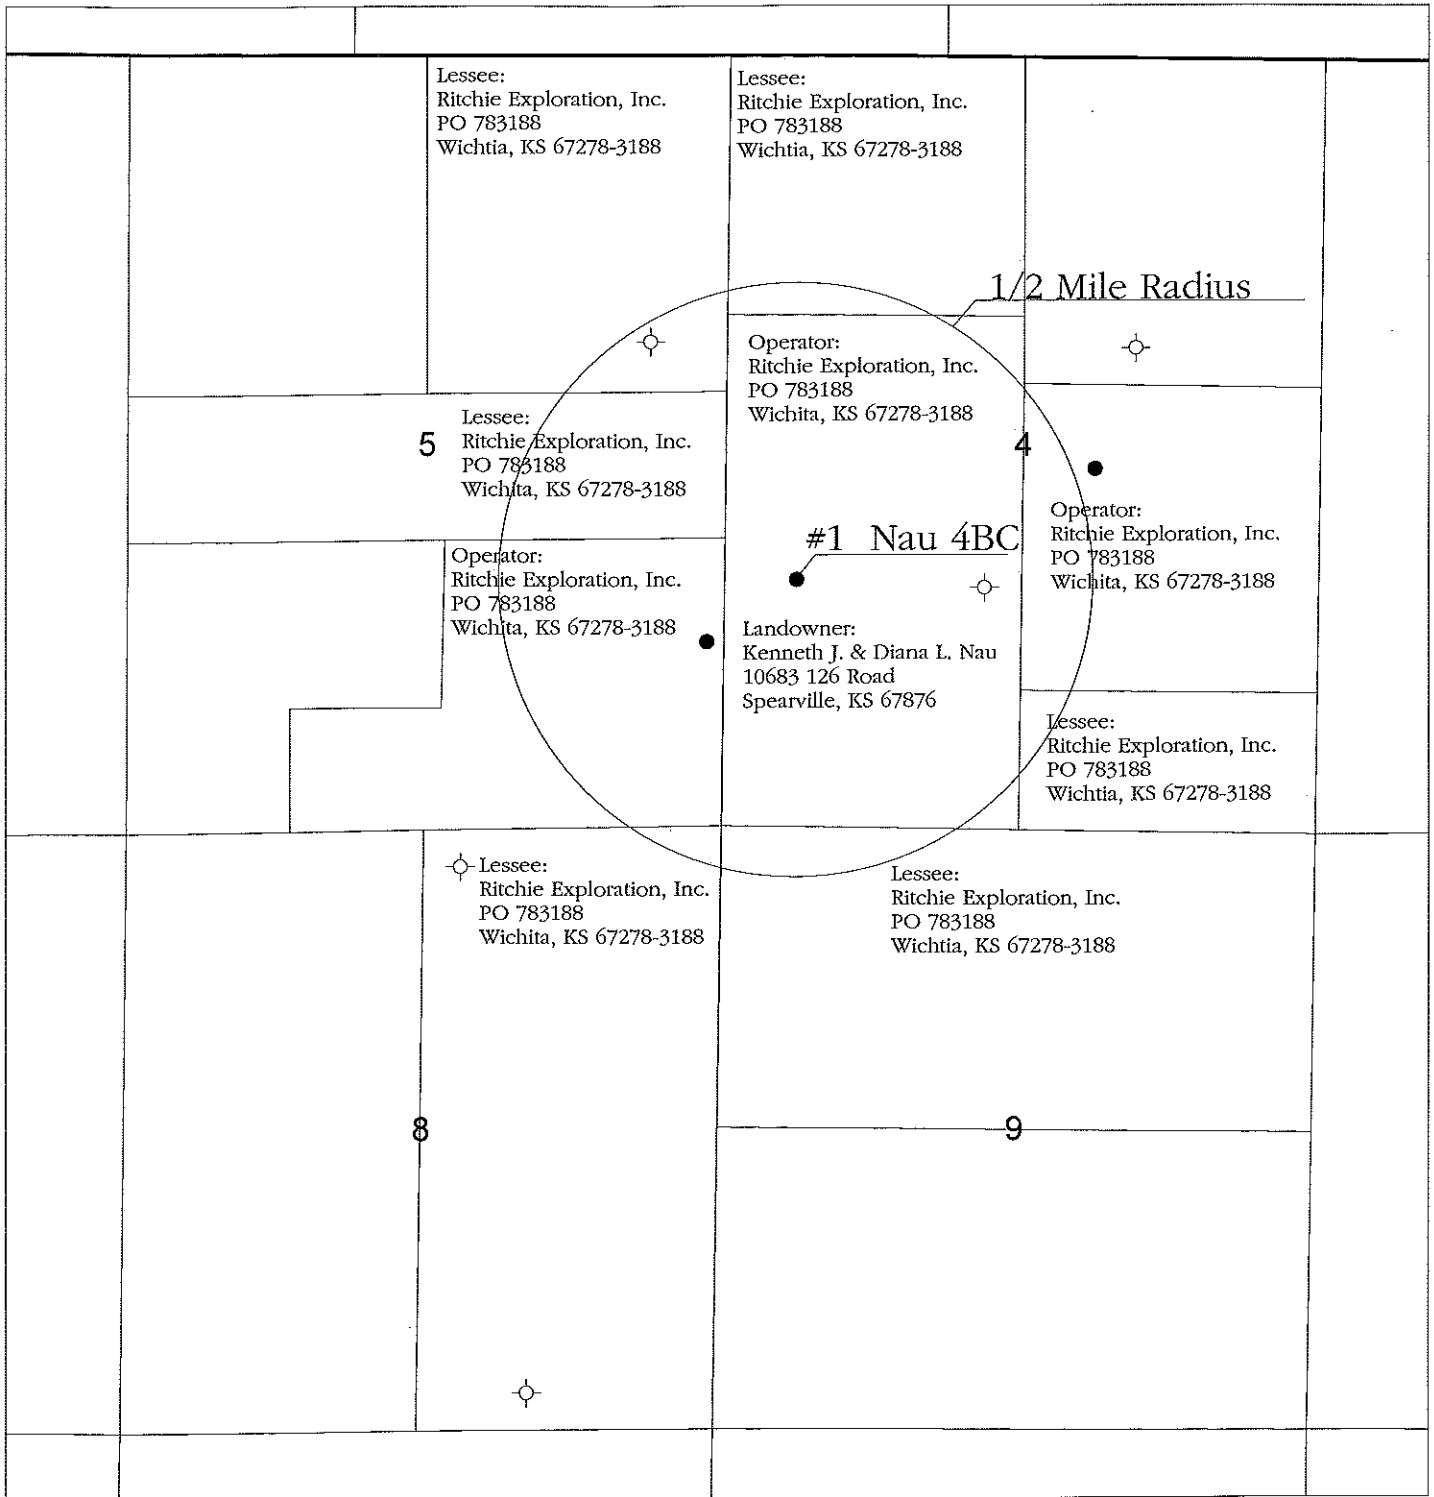 Lessee:
Ritchie Exploration, Inc.
PO 783188
Wichtia, KS 67278-3188
Lessee:
Ritchie Exploration, Inc.
PO 783188
Wichtia, KS 67278-3188
1/2 Mile Radius
Operator:
Ritchie Exploration, Inc.
PO 783188
Wichita, KS 67278-3188
5
Lessee:
Ritchie Exploration, Inc.
PO 783188
Wichita, KS 67278-3188
4
Operator:
Ritchie Exploration, Inc.
PO 783188
Wichita, KS 67278-3188
#1 Nau 4BC
Operator:
Ritchie Exploration, Inc.
PO 783188
Wichita, KS 67278-3188
Landowner:
Kenneth J. & Diana L. Nau
10683 126 Road
Spearville, KS 67876
Lessee:
Ritchie Exploration, Inc.
PO 783188
Wichtia, KS 67278-3188
Lessee:
Ritchie Exploration, Inc.
PO 783188
Wichita, KS 67278-3188
Lessee:
Ritchie Exploration, Inc.
PO 783188
Wichtia, KS 67278-3188
8
9